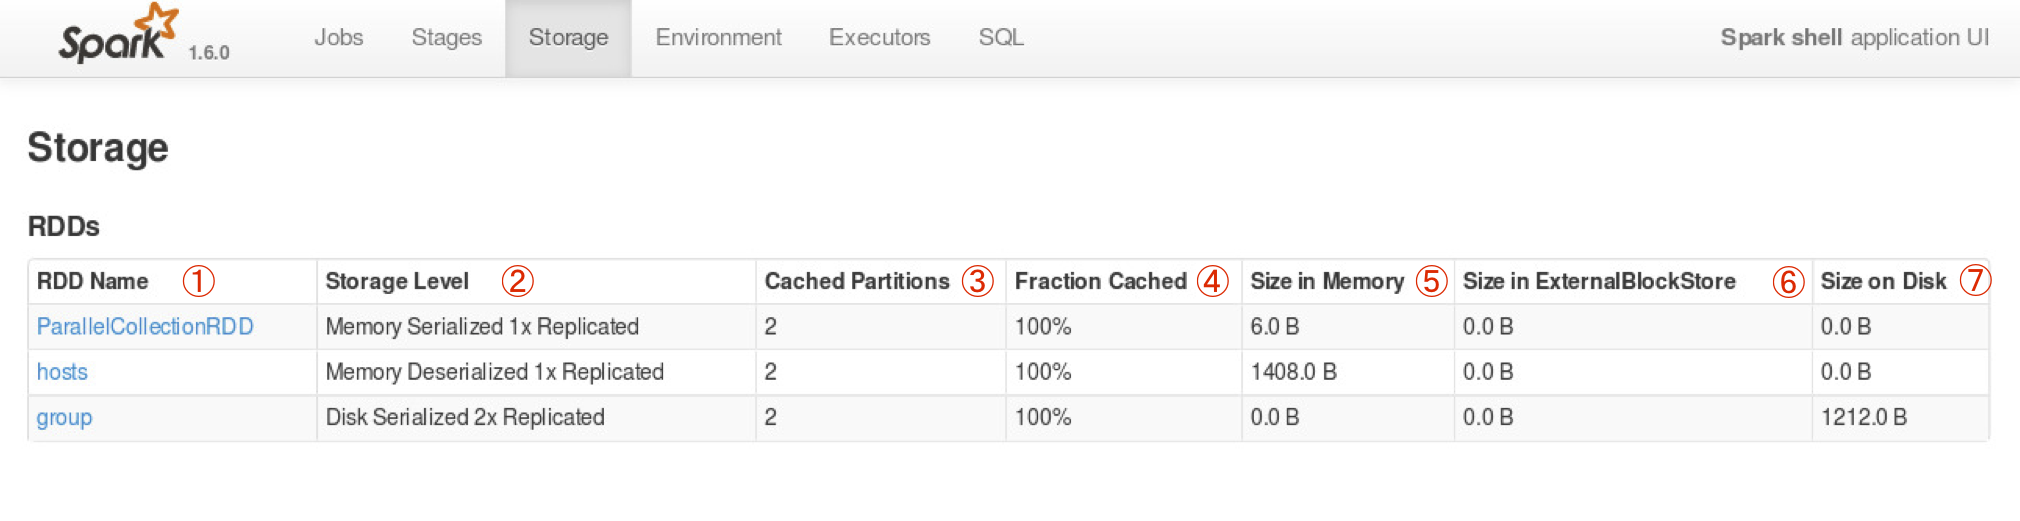 Spark 1.6.0 Jobs Stages Storage Environment Executors SQL Spark shell application UI
Storage
RDDs
RDD Name ① Storage Level ② Cached Partitions ③ Fraction Cached ④ Size in Memory ⑤ Size in ExternalBlockStore ⑥ Size on Disk ⑦
ParallelCollectionRDD Memory Serialized 1x Replicated 2 100% 6.0 B 0.0 B 0.0 B
hosts Memory Deserialized 1x Replicated 2 100% 1408.0 B 0.0 B 0.0 B
group Disk Serialized 2x Replicated 2 100% 0.0 B 0.0 B 1212.0 B